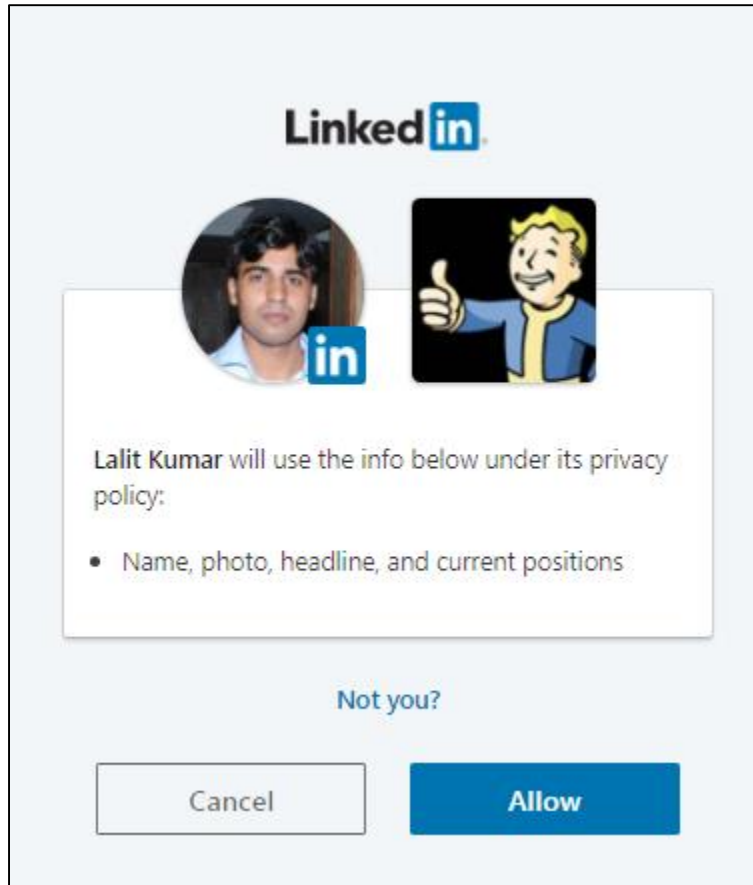 Linked in
in
Lalit Kumar will use the info below under its privacy
policy:
• Name, photo, headline, and current positions
Not you?
Cancel
Allow